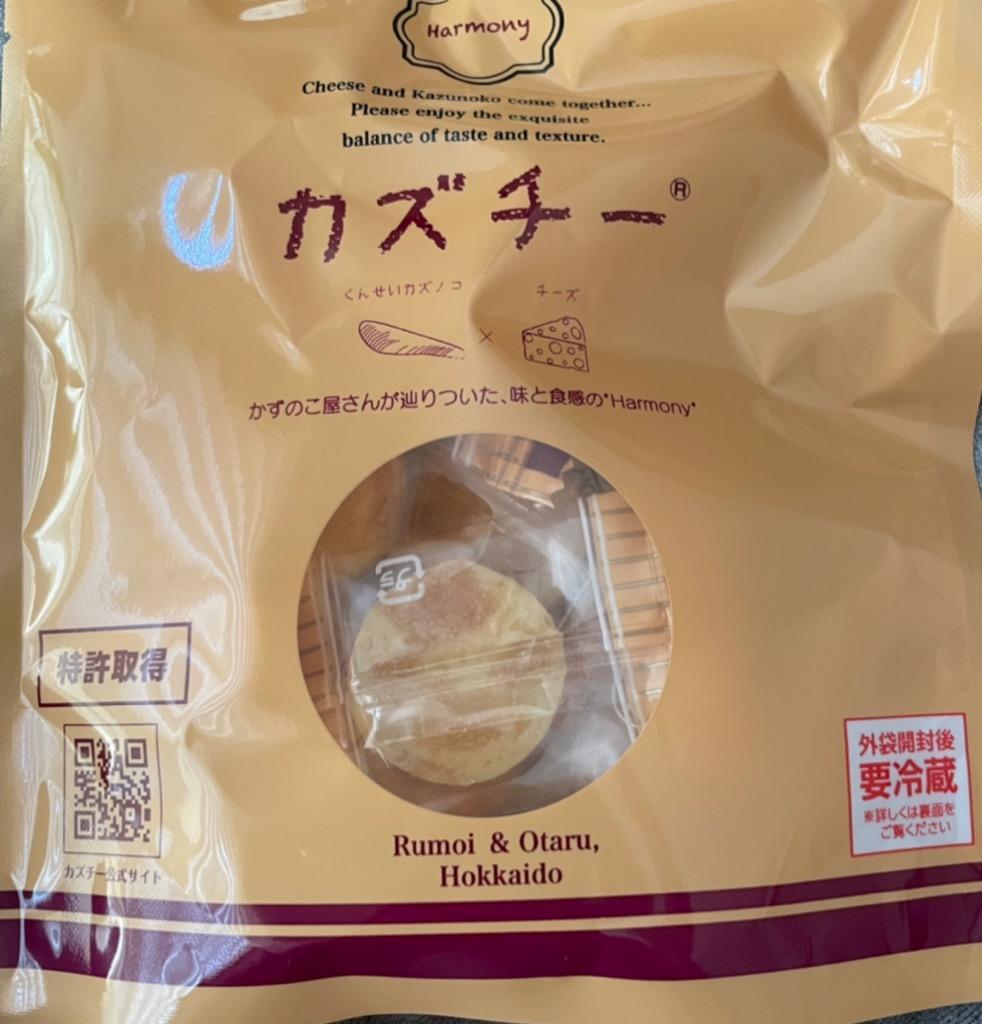 Harmony
Cheese and Kazunoko come together...
Please enjoy the exquisite
balance of taste and texture.
カズチー®
くんせいカズノコ
チーズ
×
かずのこ屋さんが辿りついた、味と食感の"Harmony"
プラ
特許取得
カズチー公式サイト
Rumoi & Otaru,
Hokkaido
外袋開封後
要冷蔵
※詳しくは裏面を
ご覧ください